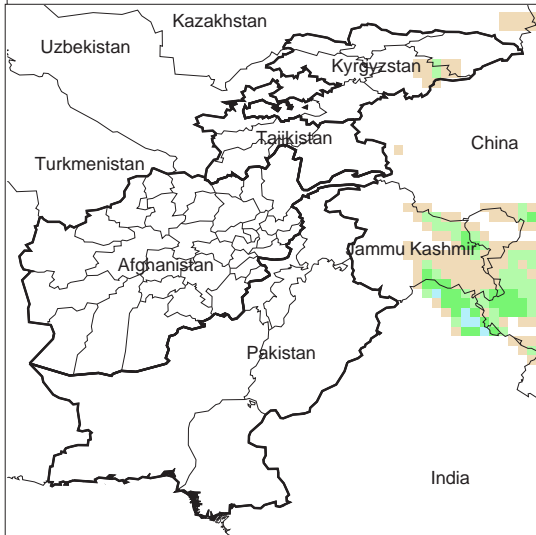 Kazakhstan
Uzbekistan
Kyrgyzstan
Tajikistan
China
Turkmenistan
Jammu Kashmir
Afghanistan
Pakistan
India